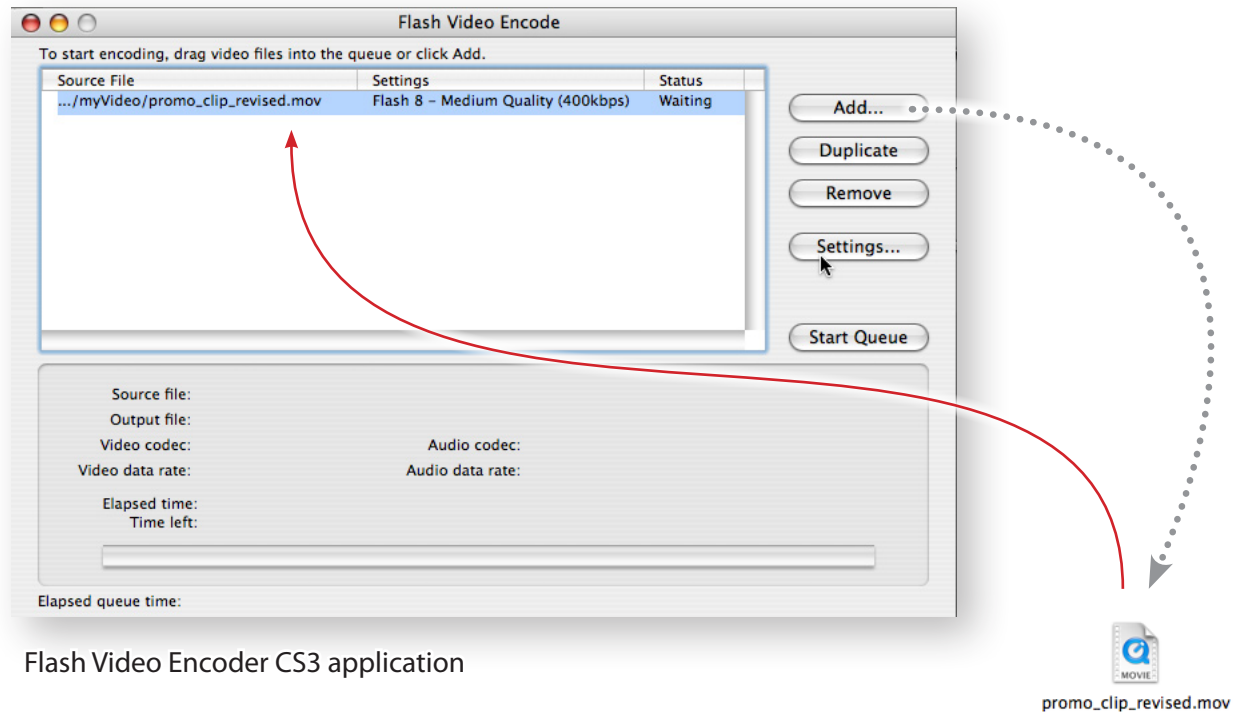 Flash Video Encode
To start encoding, drag video files into the queue or click Add.
Source File Settings Status
.../myVideo/promo_clip_revised.mov Flash 8 – Medium Quality (400kbps) Waiting
Add...
Duplicate
Remove
Settings...
Start Queue
Source file:
Output file:
Video codec: Audio codec:
Video data rate: Audio data rate:
Elapsed time:
Time left:
Elapsed queue time:
Flash Video Encoder CS3 application
MOVIE
promo_clip_revised.mov